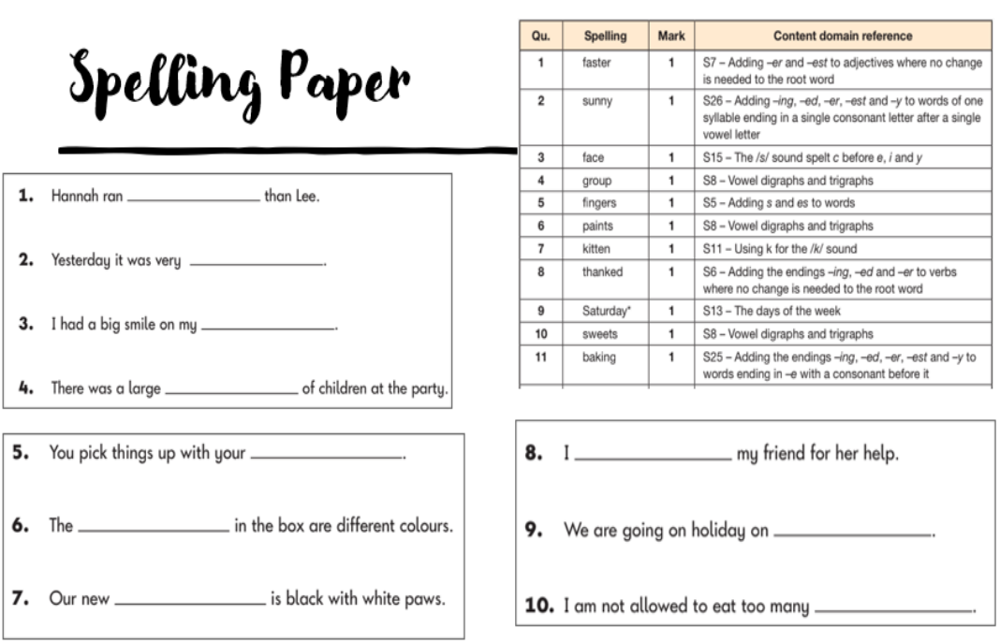 Spelling Paper
1. Hannah ran ____________ than Lee.
2. Yesterday it was very ____________.
3. I had a big smile on my ____________.
4. There was a large ____________ of children at the party.
5. You pick things up with your ____________.
6. The ____________ in the box are different colours.
7. Our new ____________ is black with white paws.
Qu. Spelling Mark Content domain reference
1 faster 1 S7 – Adding –er and –est to adjectives where no change
is needed to the root word
2 sunny 1 S26 – Adding –ing, –ed, –er, –est and –y to words of one
syllable ending in a single consonant letter after a single
vowel letter
3 face 1 S15 – The /s/ sound spelt c before e, i and y
4 group 1 S8 – Vowel digraphs and trigraphs
5 fingers 1 S5 – Adding s and es to words
6 paints 1 S8 – Vowel digraphs and trigraphs
7 kitten 1 S11 – Using k for the /k/ sound
8 thanked 1 S6 – Adding the endings –ing, –ed and –er to verbs
where no change is needed to the root word
9 Saturday* 1 S13 – The days of the week
10 sweets 1 S8 – Vowel digraphs and trigraphs
11 baking 1 S25 – Adding the endings –ing, –ed, –er, –est and –y to
words ending in –e with a consonant before it
8. I ____________ my friend for her help.
9. We are going on holiday on ____________.
10. I am not allowed to eat too many ____________.